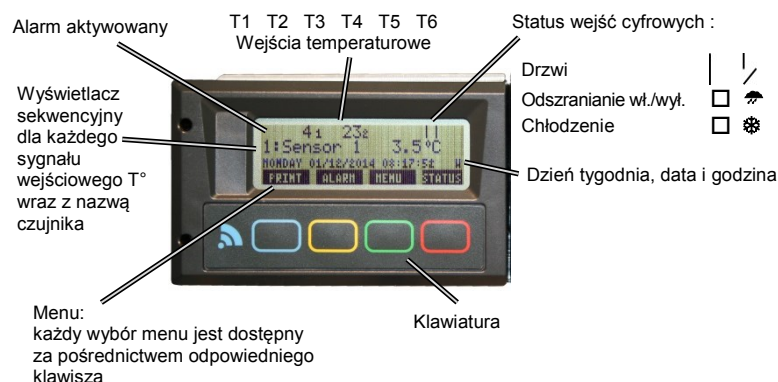 T1 T2 T3 T4 T5 T6
Wejścia temperaturowe
Alarm aktywowany
Status wejść cyfrowych :
Drzwi
Odszranianie wł./wył.
Chłodzenie
Wyświetlacz
sekwencyjny
dla każdego
sygnału
wejściowego T°
wraz z nazwą
czujnika
41 232
1:Sensor 1 3.5°C
MONDAY 01/12/2014 08:17:52 W
PRINT ALARM MENU STATUS
Dzień tygodnia, data i godzina
Menu:
każdy wybór menu jest dostępny
za pośrednictwem odpowiedniego
klawisza
Klawiatura